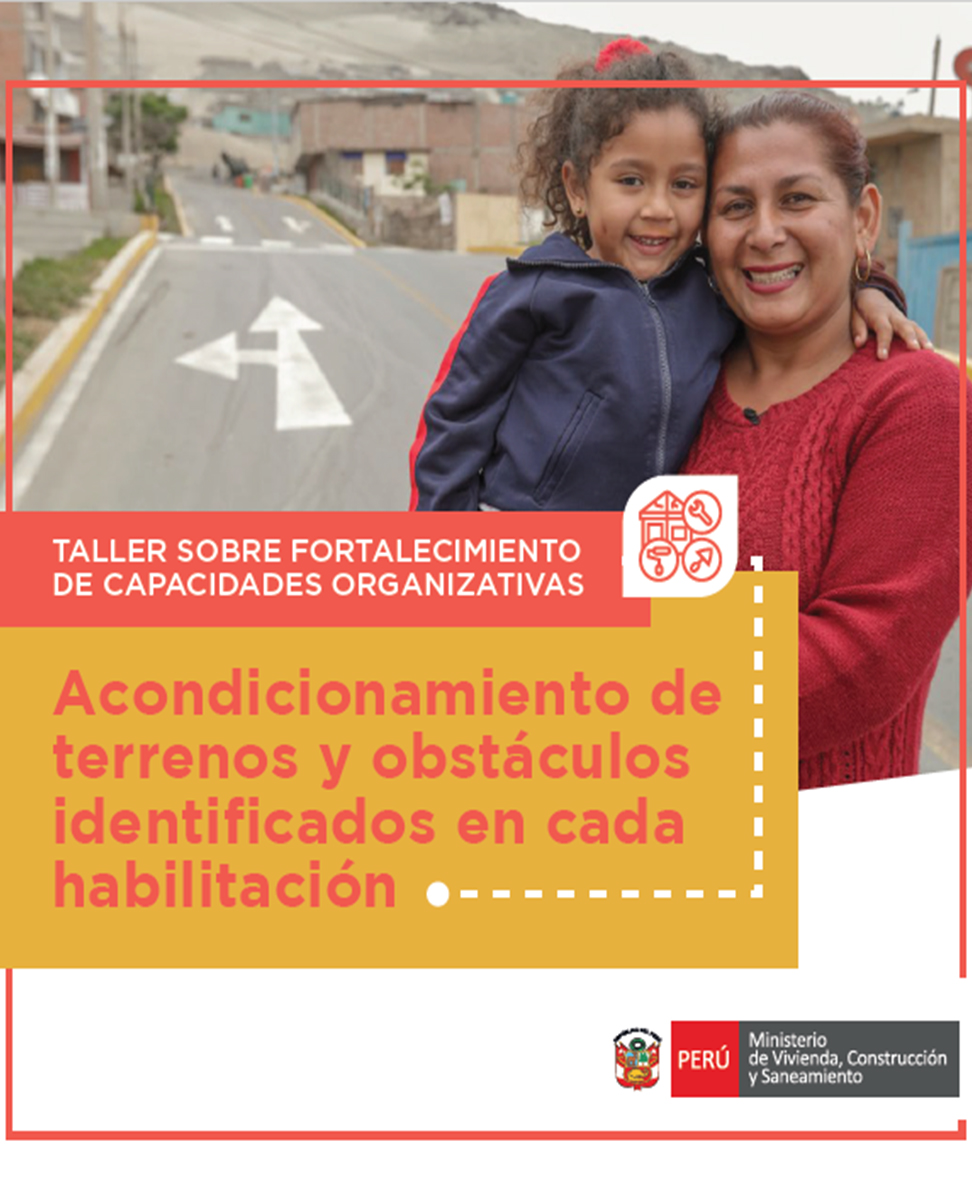 TALLER SOBRE FORTALECIMIENTO
DE CAPACIDADES ORGANIZATIVAS
Acondicionamiento de
terrenos y obstáculos
identificados en cada
habilitación
PERÚ
Ministerio
de Vivienda, Construcción
y Saneamiento